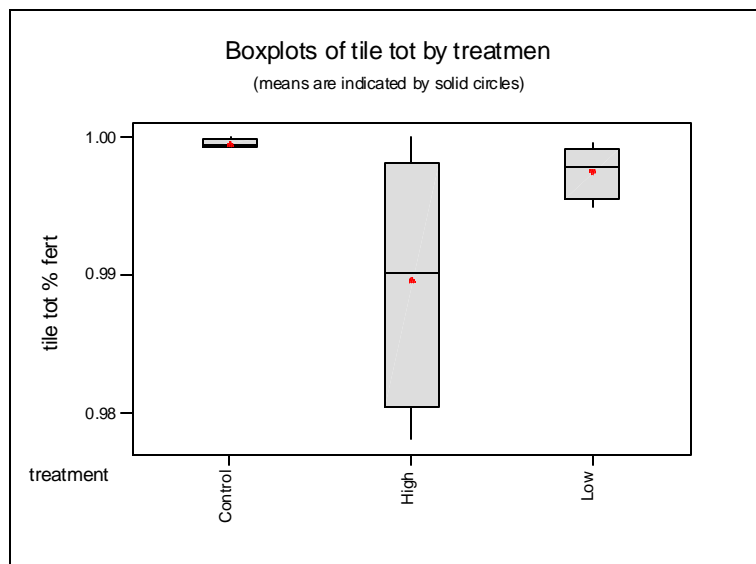 Boxplots of tile tot by treatmen
(means are indicated by solid circles)
1.00
0.99
0.98
tile tot % fert
treatment
Control
High
Low